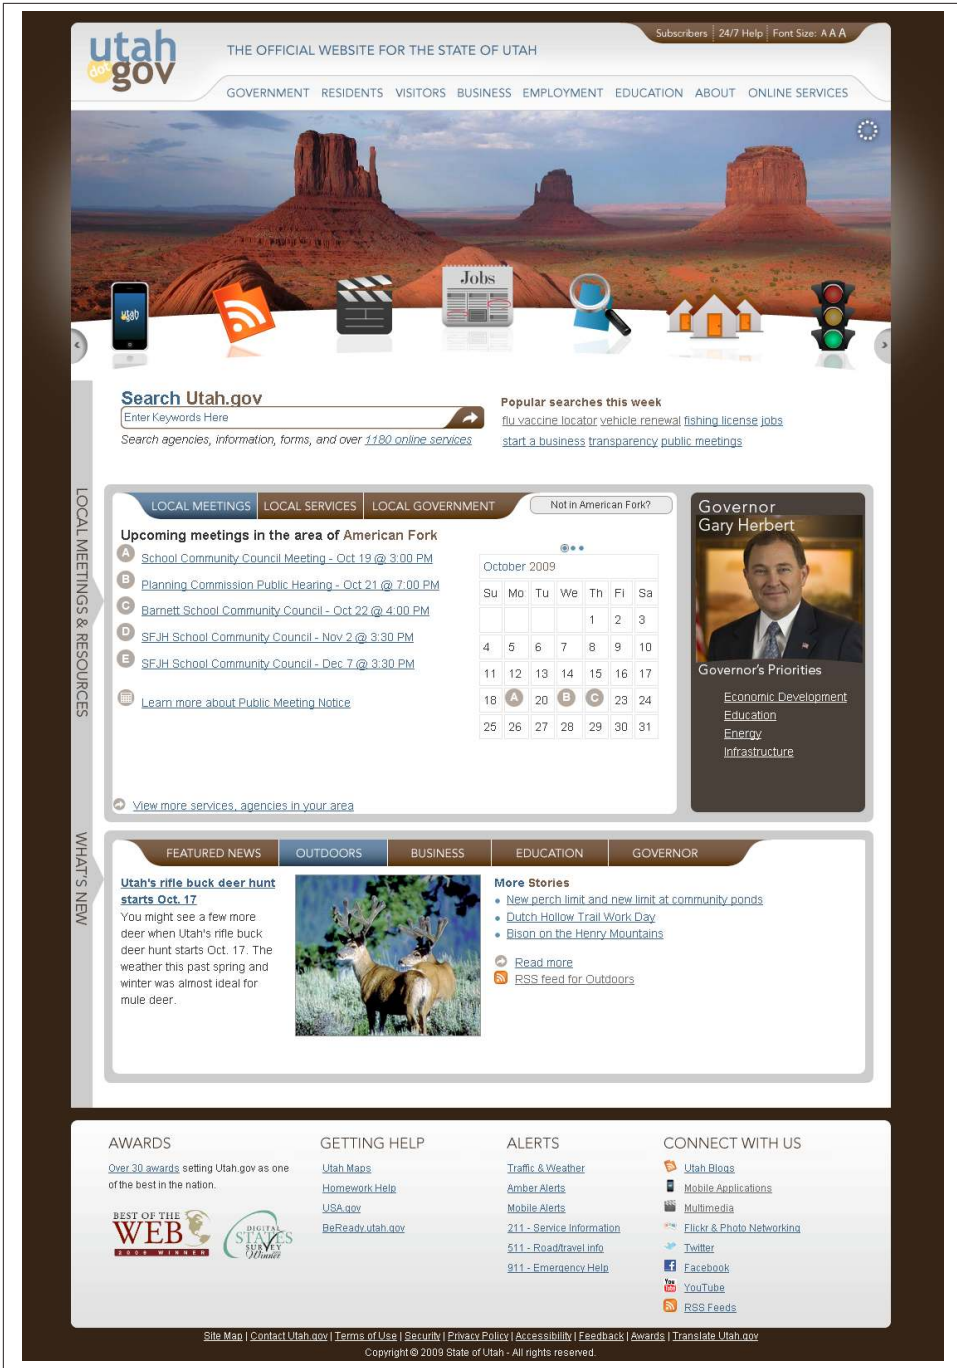 utah
dot
gov
THE OFFICIAL WEBSITE FOR THE STATE OF UTAH
Subscribers 24/7 Help Font Size: A A A
GOVERNMENT RESIDENTS VISITORS BUSINESS EMPLOYMENT EDUCATION ABOUT ONLINE SERVICES
utah
Jobs
Search Utah.gov
Enter Keywords Here
Search agencies, information, forms, and over 1180 online services
Popular searches this week
flu vaccine locator vehicle renewal fishing license jobs
start a business transparency public meetings
LOCAL MEETINGS & RESOURCES
LOCAL MEETINGS LOCAL SERVICES LOCAL GOVERNMENT
Not in American Fork?
Upcoming meetings in the area of American Fork
A School Community Council Meeting - Oct 19 @ 3:00 PM
B Planning Commission Public Hearing - Oct 21 @ 7:00 PM
C Barnett School Community Council - Oct 22 @ 4:00 PM
D SFJH School Community Council - Nov 2 @ 3:30 PM
E SFJH School Community Council - Dec 7 @ 3:30 PM
Learn more about Public Meeting Notice
View more services, agencies in your area
October 2009
Su Mo Tu We Th Fi Sa
1 2 3
4 5 6 7 8 9 10
11 12 13 14 15 16 17
18 A 20 B C 23 24
25 26 27 28 29 30 31
Governor
Gary Herbert
Governor's Priorities
Economic Development
Education
Energy
Infrastructure
WHAT'S NEW
FEATURED NEWS OUTDOORS BUSINESS EDUCATION GOVERNOR
Utah's rifle buck deer hunt
starts Oct. 17
You might see a few more
deer when Utah's rifle buck
deer hunt starts Oct. 17. The
weather this past spring and
winter was almost ideal for
mule deer.
More Stories
New perch limit and new limit at community ponds
Dutch Hollow Trail Work Day
Bison on the Henry Mountains
Read more
RSS feed for Outdoors
AWARDS
Over 30 awards setting Utah.gov as one
of the best in the nation.
BEST OF THE
WEB
WINNER
DIGITAL
STATES
SURVEY
Winner
GETTING HELP
Utah Maps
Homework Help
USA.gov
BeReady.utah.gov
ALERTS
Traffic & Weather
Amber Alerts
Mobile Alerts
211 - Service Information
511 - Road/travel info
911 - Emergency Help
CONNECT WITH US
Utah Blogs
Mobile Applications
Multimedia
Flickr & Photo Networking
Twitter
Facebook
YouTube
RSS Feeds
Site Map | Contact Utah.gov | Terms of Use | Security | Privacy Policy | Accessibility | Feedback | Awards | Translate Utah.gov
Copyright © 2009 State of Utah - All rights reserved.